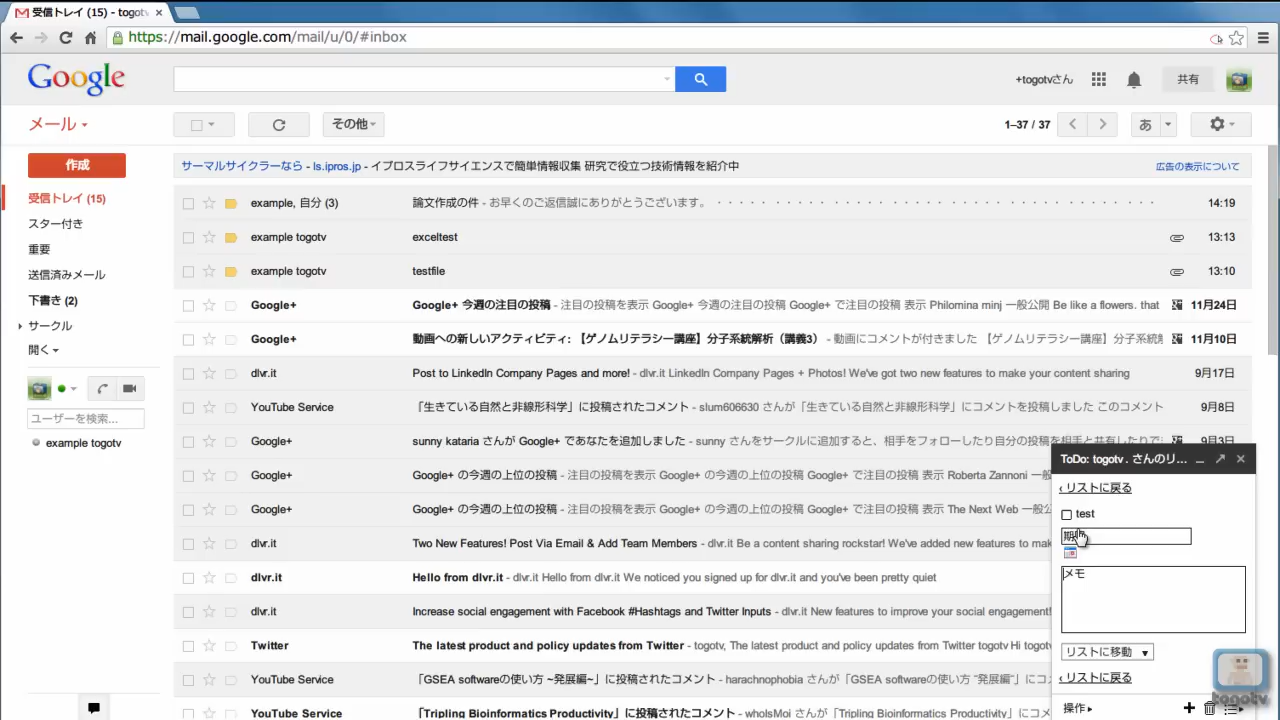 受信トレイ (15) - togotv
https://mail.google.com/mail/u/0/#inbox
Google
+togotvさん
共有
メール
その他
1–37 / 37
あ
作成
サーマルサイクラーなら - ls.ipros.jp - イプロスライフサイエンスで簡単情報収集 研究で役立つ技術情報を紹介中
広告の表示について
受信トレイ (15)
スター付き
重要
送信済みメール
下書き (2)
サークル
開く
ユーザーを検索...
example togotv
example, 自分 (3) 論文作成の件 - お早くのご返信誠にありがとうございます。 ・・・・・・・・・・・・・・・・・・・・・・・・・・・・・・ 14:19
example togotv exceltest 13:13
example togotv testfile 13:10
Google+ Google+ 今週の注目の投稿 - 注目の投稿を表示 Google+ 今週の注目の投稿 Google+ で注目の投稿 表示 Philomina minj 一般公開 Be like a flowers. that 11月24日
Google+ 動画への新しいアクティビティ: 【ゲノムリテラシー講座】分子系統解析（講義3） - 動画にコメントが付きました 【ゲノムリテラシー講座】分子系統解 11月10日
dlvr.it Post to LinkedIn Company Pages and more! - dlvr.it LinkedIn Company Pages + Photos! We've got two new features to make your content sharing 9月17日
YouTube Service 「生きている自然と非線形科学」に投稿されたコメント - slum606630 さんが「生きている自然と非線形科学」にコメントを投稿しました このコメント 9月8日
Google+ sunny kataria さんが Google+ であなたを追加しました - sunny さんをサークルに追加すると、相手をフォローしたり自分の投稿を相手と共有したりで 9月3日
Google+ Google+ の今週の上位の投稿 - 注目の投稿を表示 Google+ の今週の上位の投稿 Google+ で注目の投稿 表示 Roberta Zannoni 一般公
Google+ Google+ の今週の上位の投稿 - 注目の投稿を表示 Google+ の今週の上位の投稿 Google+ で注目の投稿 表示 The Next Web 一般公
dlvr.it Two New Features! Post Via Email & Add Team Members - dlvr.it Be a content sharing rockstar! We've added new features to make
dlvr.it Hello from dlvr.it - dlvr.it Hello from dlvr.it We noticed you signed up for dlvr.it and you've been pretty quiet
dlvr.it Increase social engagement with Facebook #Hashtags and Twitter Inputs - dlvr.it New features to improve your social engagement!
Twitter The latest product and policy updates from Twitter - togotv, The latest product and policy updates from Twitter Hi togot
YouTube Service 「GSEA softwareの使い方 ~発展編~」に投稿されたコメント - harachnophobia さんが「GSEA softwareの使い方 ~発展編~」
YouTube Service 「Tripling Bioinformatics Productivity」に投稿されたコメント - whoIsMoi さんが「Tripling Bioinformatics Pro
ToDo: togotv . さんのリ...
‹ リストに戻る
test
メモ
リストに移動
‹ リストに戻る
操作
togotv